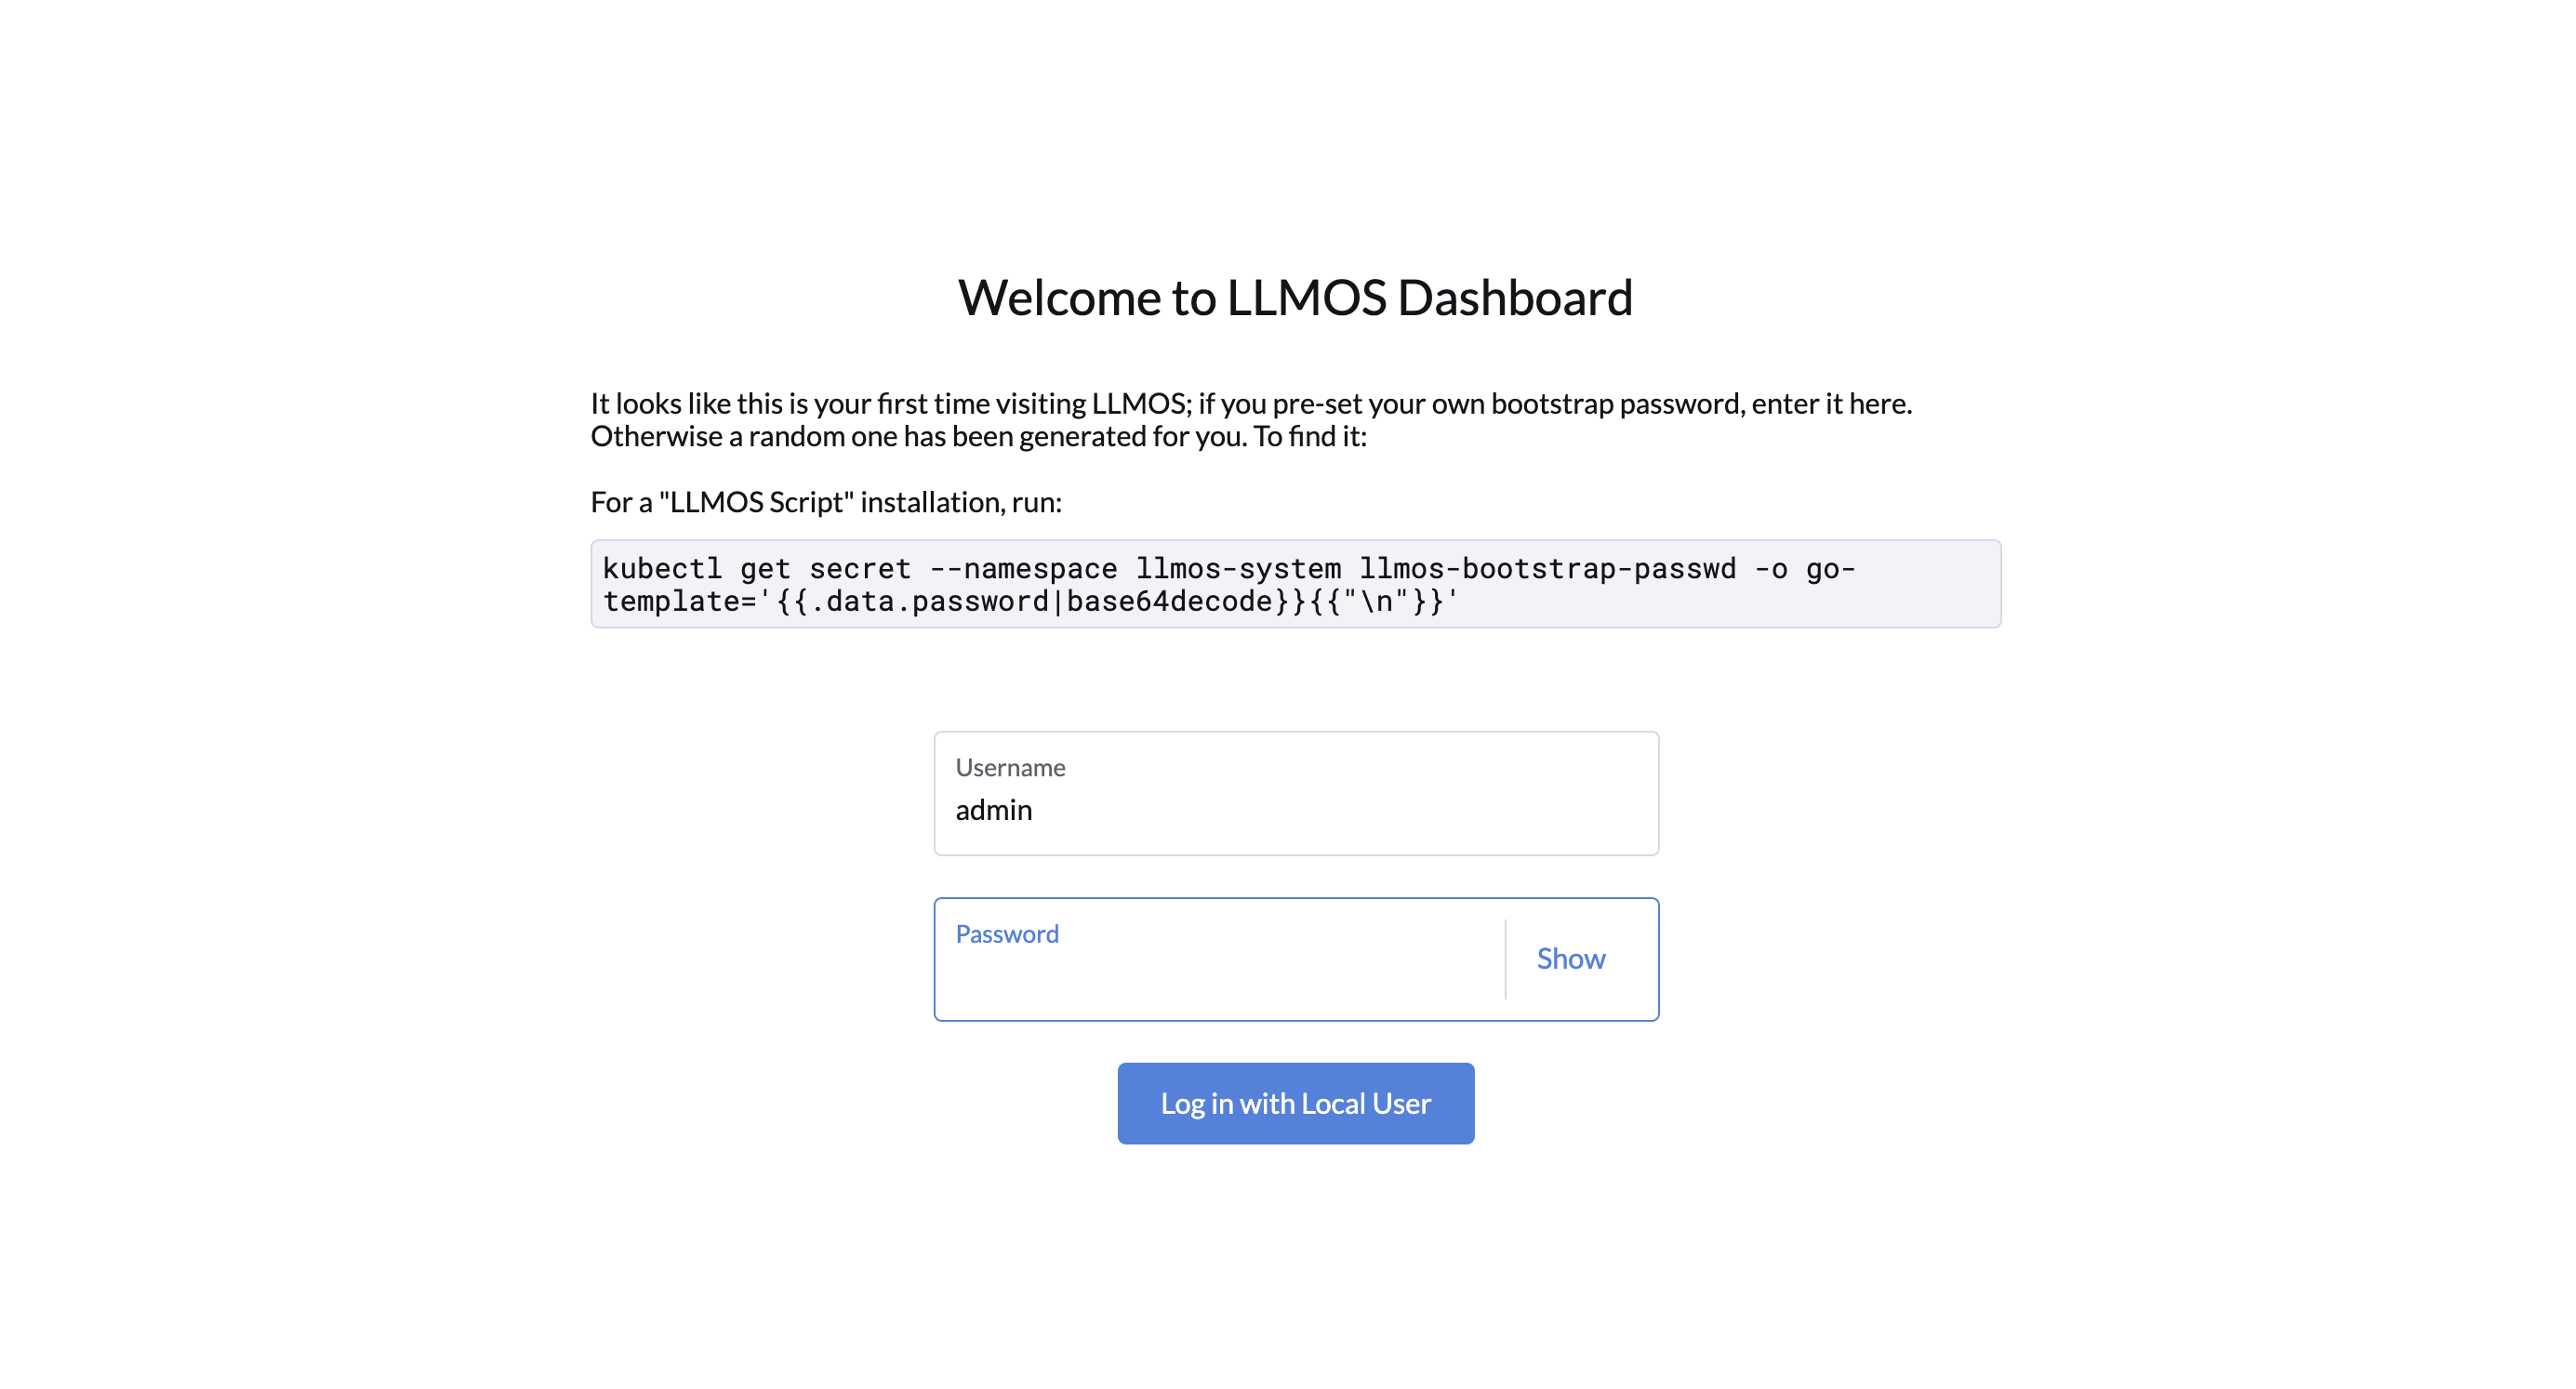 Welcome to LLMOS Dashboard
It looks like this is your first time visiting LLMOS; if you pre-set your own bootstrap password, enter it here.
Otherwise a random one has been generated for you. To find it:
For a "LLMOS Script" installation, run:
kubectl get secret --namespace llmos-system llmos-bootstrap-passwd -o go-
template='{{.data.password|base64decode}}{{"\n"}}'
Username
admin
Password
Show
Log in with Local User